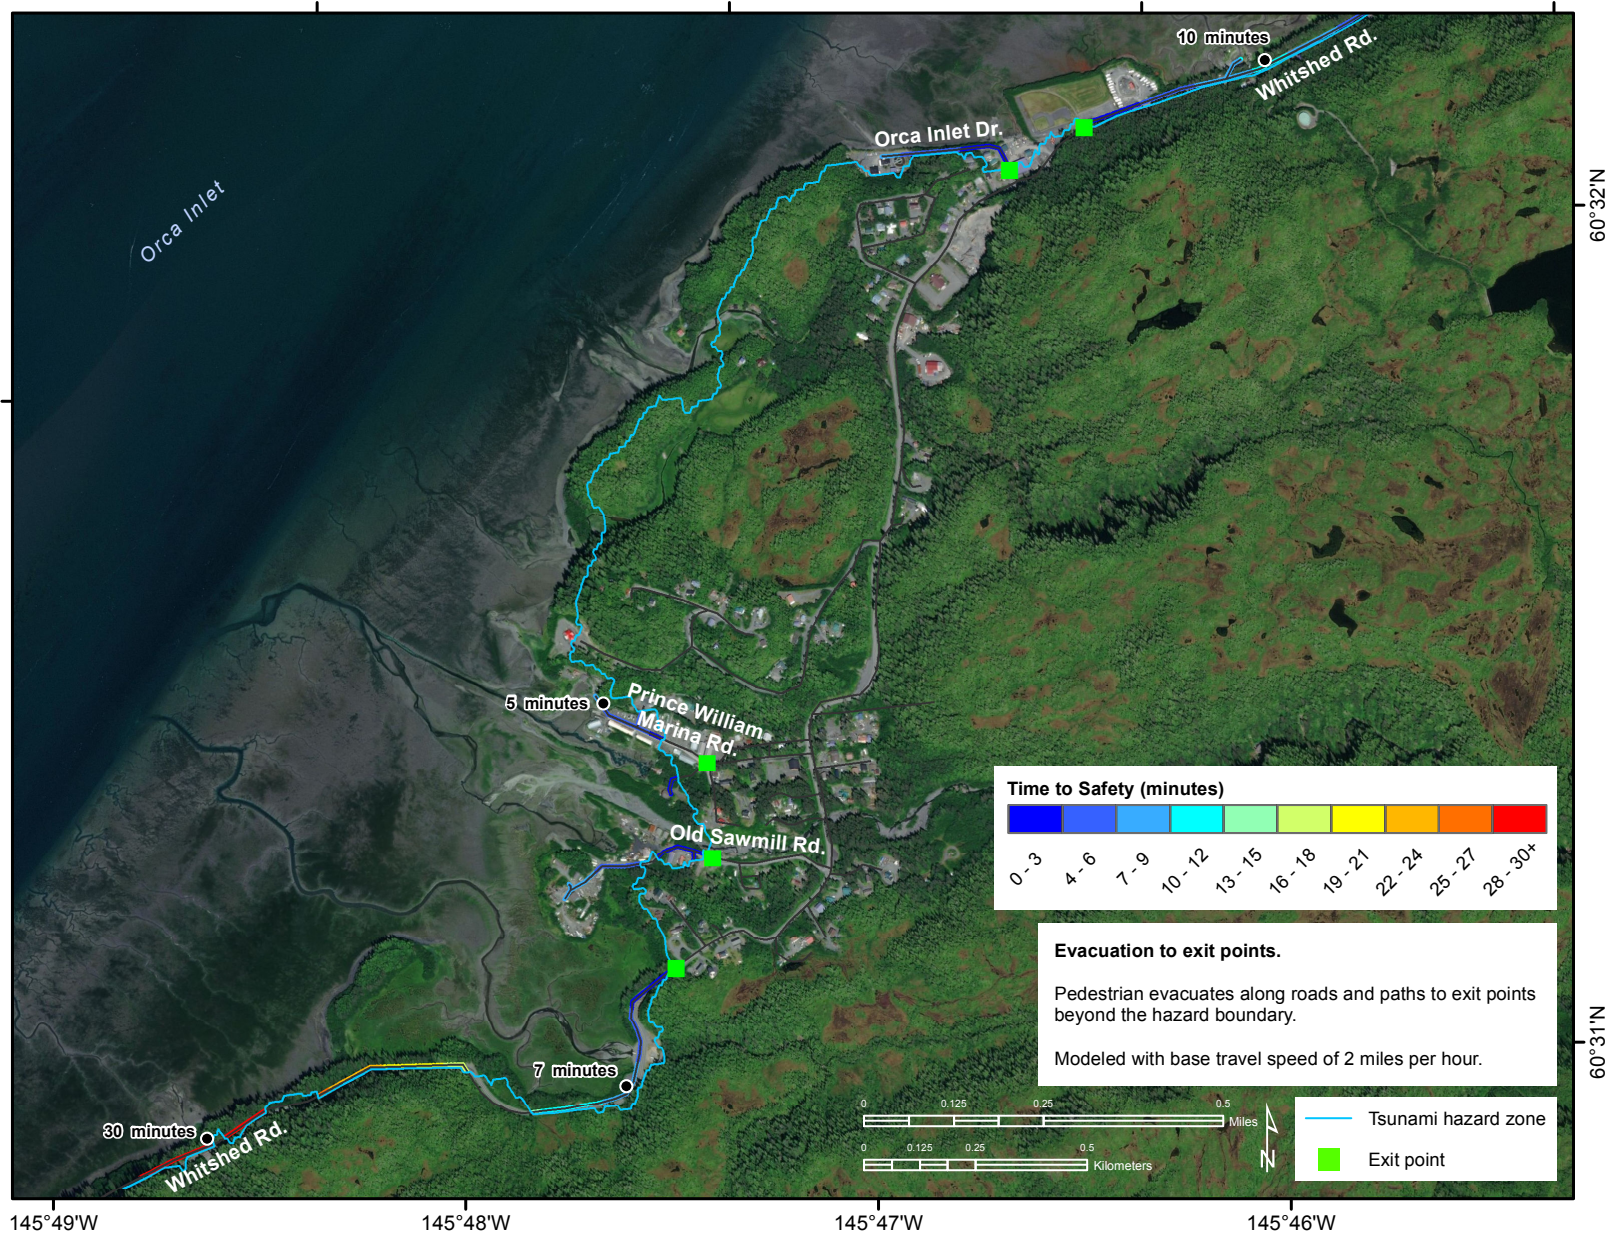 10 minutes
Whitshed Rd.
Orca Inlet Dr.
Orca Inlet
60°32'N
5 minutes
Prince William
Marina Rd.
Old Sawmill Rd.
Time to Safety (minutes)
0 - 3
4 - 6
7 - 9
10 - 12
13 - 15
16 - 18
19 - 21
22 - 24
25 - 27
28 - 30+
Evacuation to exit points.
Pedestrian evacuates along roads and paths to exit points
beyond the hazard boundary.
Modeled with base travel speed of 2 miles per hour.
60°31'N
7 minutes
30 minutes
Whitshed Rd.
0 0.125 0.25 0.5
Miles
0 0.125 0.25 0.5
Kilometers
N
Tsunami hazard zone
Exit point
145°49'W 145°48'W 145°47'W 145°46'W